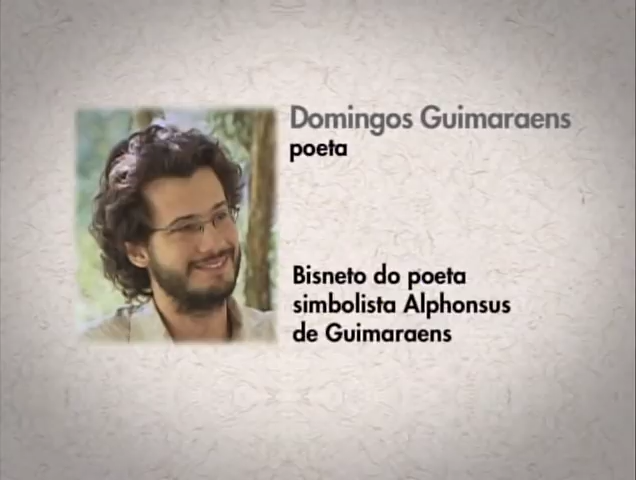 Domingos Guimaraens
poeta
Bisneto do poeta
simbolista Alphonsus
de Guimaraens